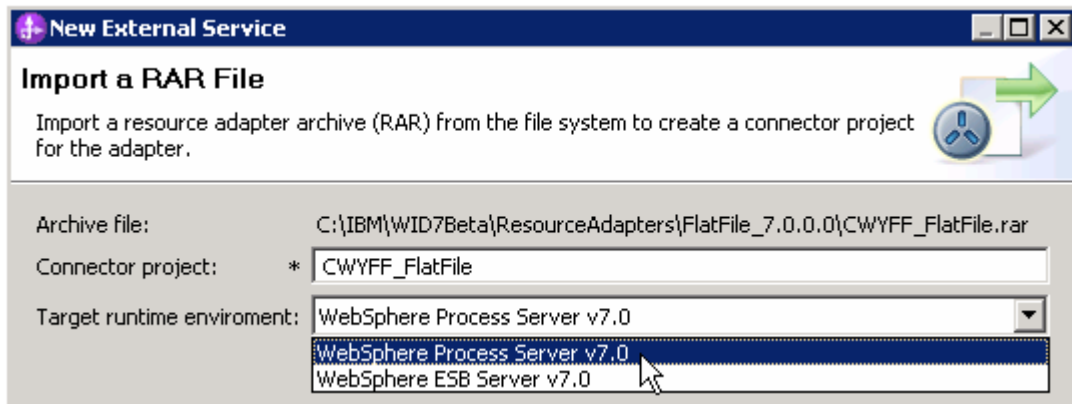 New External Service
Import a RAR File
Import a resource adapter archive (RAR) from the file system to create a connector project
for the adapter.
Archive file: C:\IBM\WID7Beta\ResourceAdapters\FlatFile_7.0.0.0\CWYFF_FlatFile.rar
Connector project: * CWYFF_FlatFile
Target runtime enviroment: WebSphere Process Server v7.0
WebSphere Process Server v7.0
WebSphere ESB Server v7.0